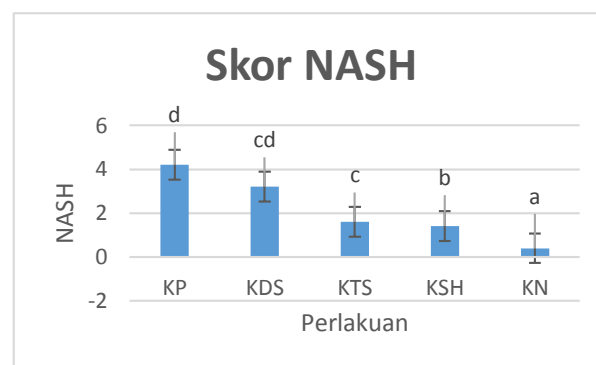 Skor NASH
d
cd
c
b
a
6
4
2
0
-2
NASH
KP KDS KTS KSH KN
Perlakuan